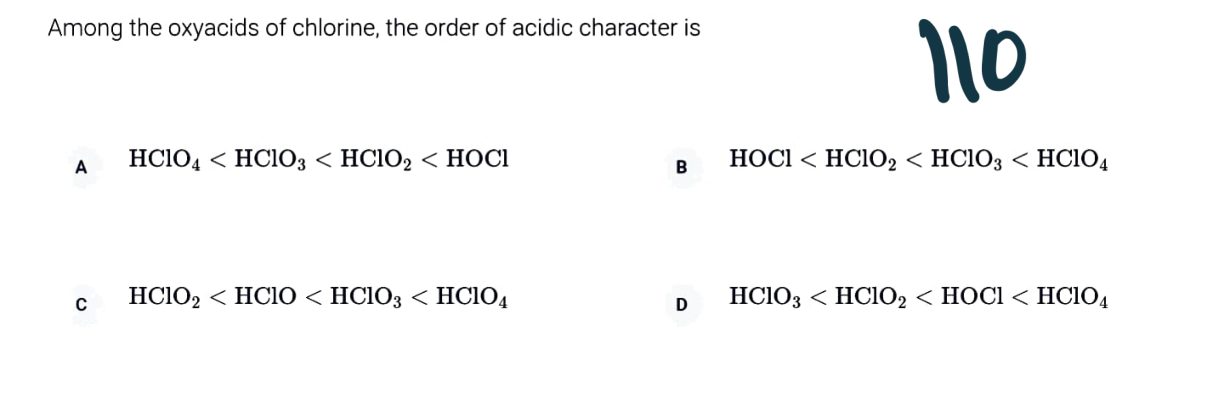 Among the oxyacids of chlorine, the order of acidic character is
110
A HClO₄ < HClO₃ < HClO₂ < HOCl
B HOCl < HClO₂ < HClO₃ < HClO₄
C HClO₂ < HClO < HClO₃ < HClO₄
D HClO₃ < HClO₂ < HOCl < HClO₄